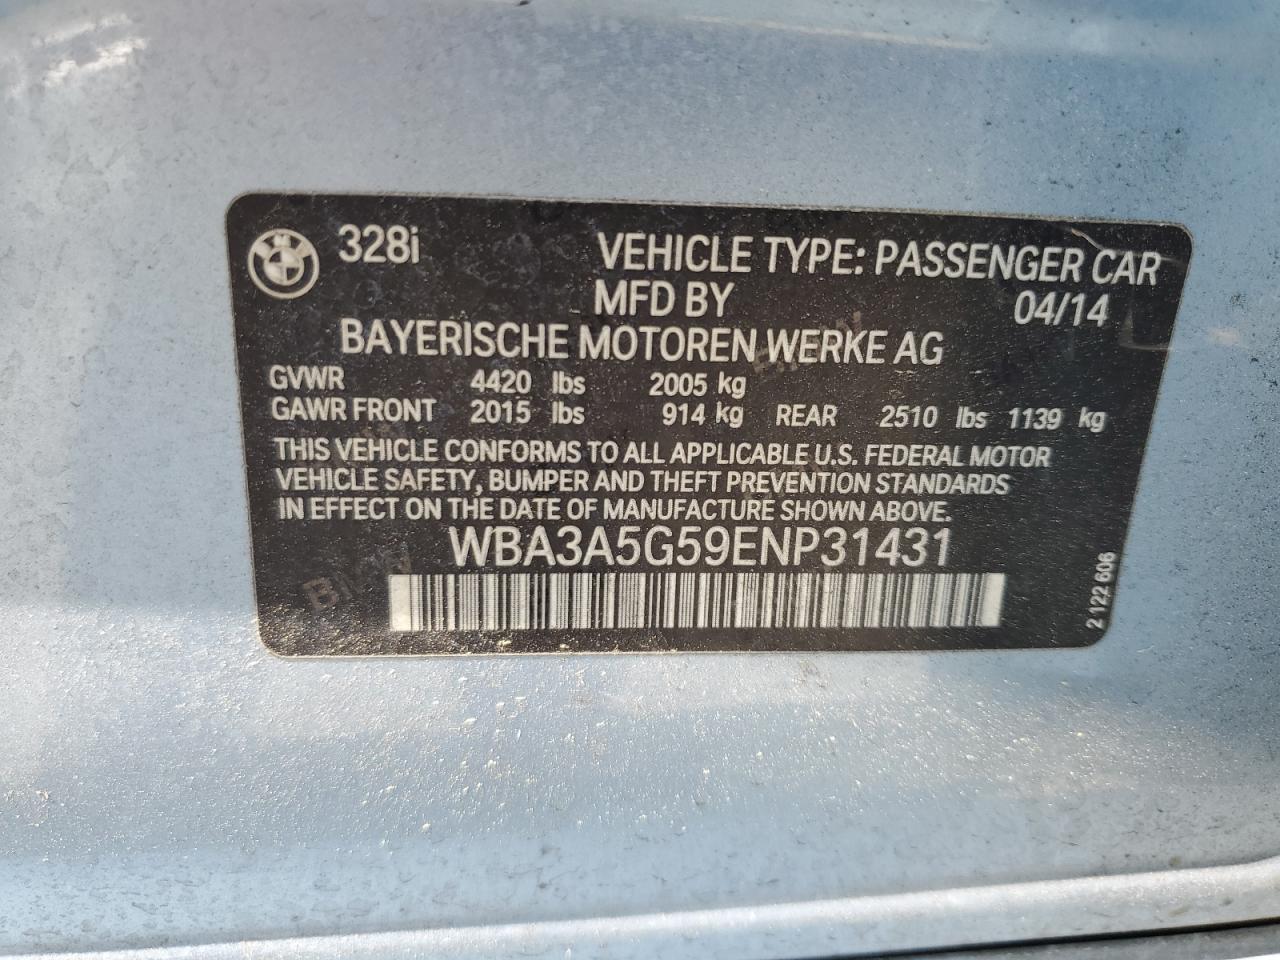 328i VEHICLE TYPE: PASSENGER CAR
MFD BY 04/14
BAYERISCHE MOTOREN WERKE AG
GVWR 4420 lbs 2005 kg
GAWR FRONT 2015 lbs 914 kg REAR 2510 lbs 1139 kg
THIS VEHICLE CONFORMS TO ALL APPLICABLE U.S. FEDERAL MOTOR
VEHICLE SAFETY, BUMPER AND THEFT PREVENTION STANDARDS
IN EFFECT ON THE DATE OF MANUFACTURE SHOWN ABOVE.
WBA3A5G59ENP31431
2 122 606
BMW